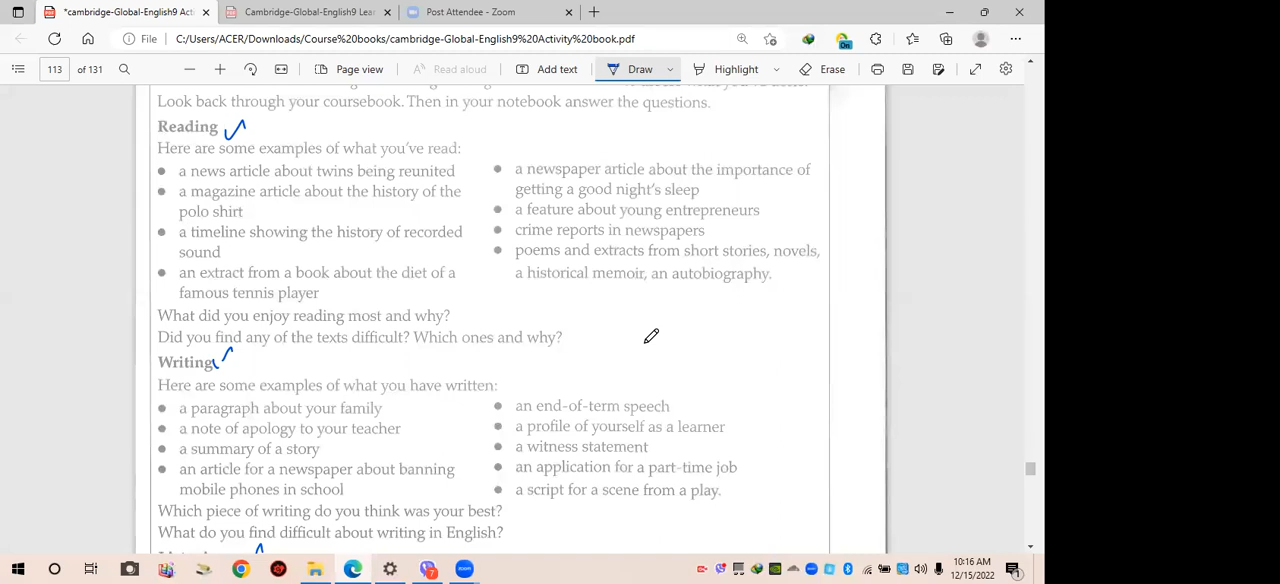 *cambridge-Global-English9 Acti
Cambridge-Global-English9 Lea
Post Attendee - Zoom
File
C:/Users/ACER/Downloads/Course%20books/cambridge-Global-English9%20Activity%20book.pdf
On
113 of 131
Page view
Read aloud
Add text
Draw
Highlight
Erase
Look back through your coursebook. Then in your notebook answer the questions.
Reading
Here are some examples of what you've read:
a news article about twins being reunited
a magazine article about the history of the
polo shirt
a timeline showing the history of recorded
sound
an extract from a book about the diet of a
famous tennis player
a newspaper article about the importance of
getting a good night's sleep
a feature about young entrepreneurs
crime reports in newspapers
poems and extracts from short stories, novels,
a historical memoir, an autobiography.
What did you enjoy reading most and why?
Did you find any of the texts difficult? Which ones and why?
Writing
Here are some examples of what you have written:
a paragraph about your family
a note of apology to your teacher
a summary of a story
an article for a newspaper about banning
mobile phones in school
an end-of-term speech
a profile of yourself as a learner
a witness statement
an application for a part-time job
a script for a scene from a play.
Which piece of writing do you think was your best?
What do you find difficult about writing in English?
10:16 AM
12/15/2022